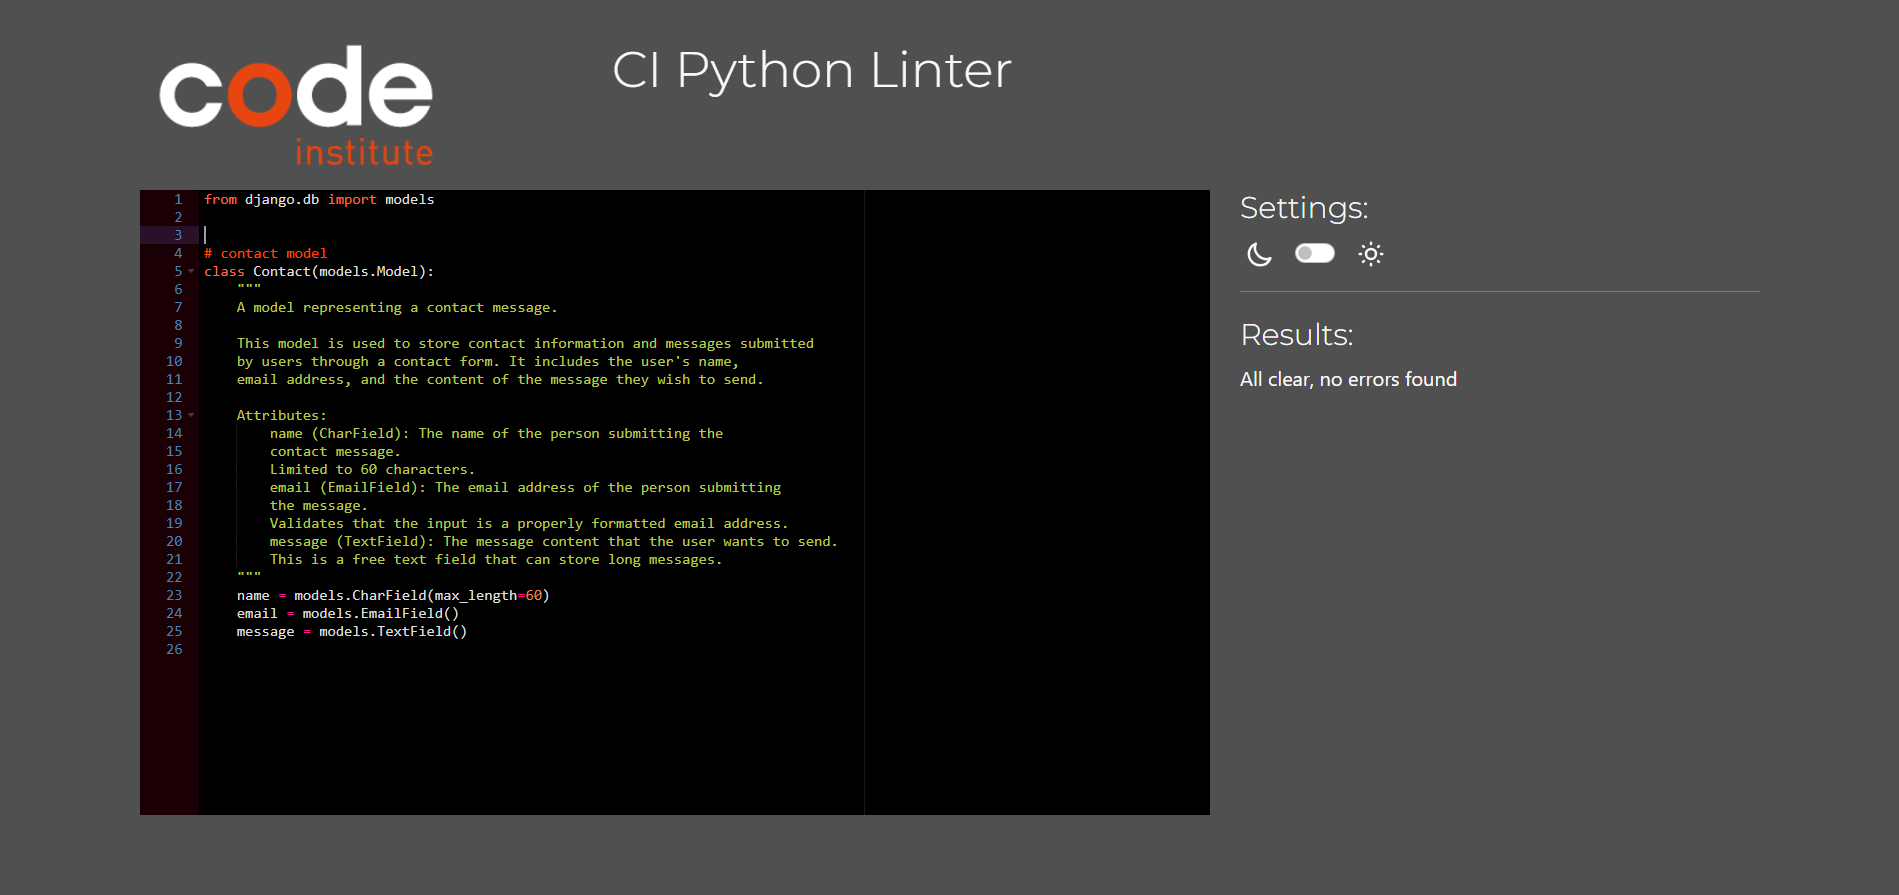 code
institute
CI Python Linter
1 from django.db import models
2
3
4 # contact model
5 class Contact(models.Model):
6 """
7 A model representing a contact message.
8
9 This model is used to store contact information and messages submitted
10 by users through a contact form. It includes the user's name,
11 email address, and the content of the message they wish to send.
12
13 Attributes:
14 name (CharField): The name of the person submitting the
15 contact message.
16 Limited to 60 characters.
17 email (EmailField): The email address of the person submitting
18 the message.
19 Validates that the input is a properly formatted email address.
20 message (TextField): The message content that the user wants to send.
21 This is a free text field that can store long messages.
22 """
23 name = models.CharField(max_length=60)
24 email = models.EmailField()
25 message = models.TextField()
26
Settings:
Results:
All clear, no errors found